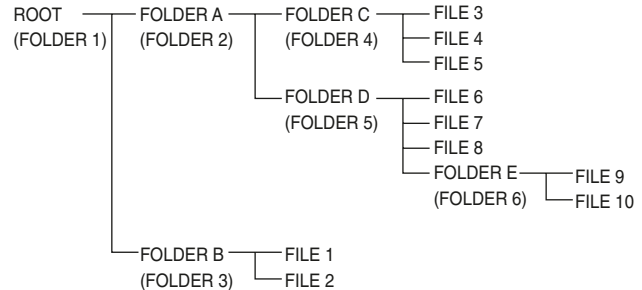 ROOT FOLDER A FOLDER C FILE 3
(FOLDER 1) (FOLDER 2) (FOLDER 4) FILE 4
FILE 5
FOLDER D FILE 6
(FOLDER 5) FILE 7
FILE 8
FOLDER E FILE 9
(FOLDER 6) FILE 10
FOLDER B FILE 1
(FOLDER 3) FILE 2